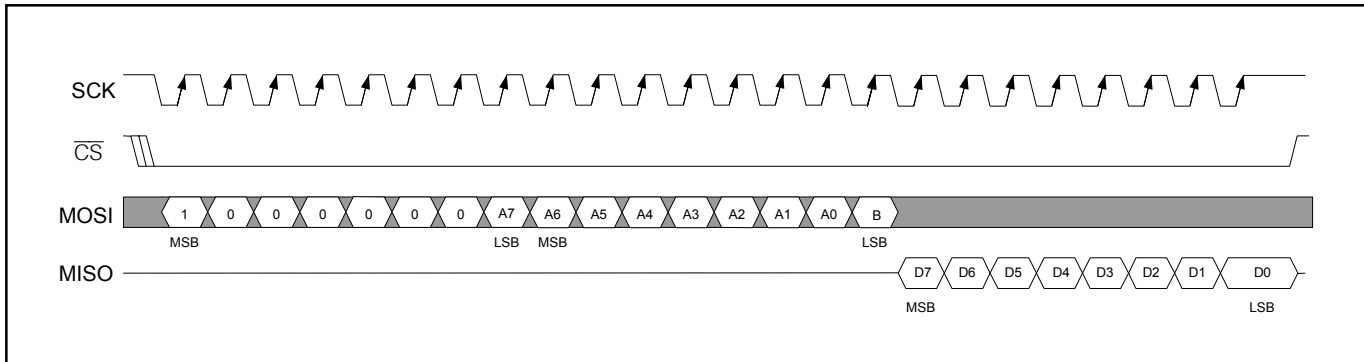 SCK
CS
MOSI 1 0 0 0 0 0 0 A7 A6 A5 A4 A3 A2 A1 A0 B
MSB LSB MSB LSB
MISO D7 D6 D5 D4 D3 D2 D1 D0
MSB LSB